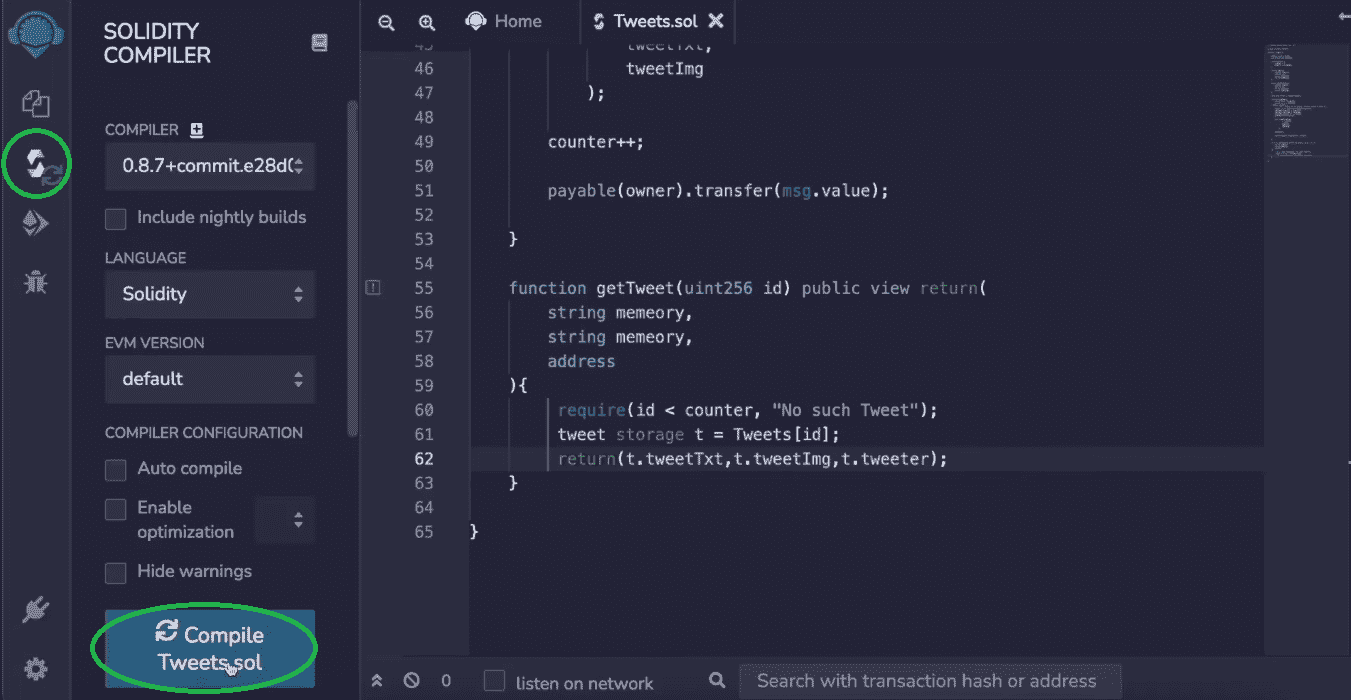 SOLIDITY
COMPILER
COMPILER
0.8.7+commit.e28d(
Include nightly builds
LANGUAGE
Solidity
EVM VERSION
default
COMPILER CONFIGURATION
Auto compile
Enable
optimization
Hide warnings
Compile
Tweets.sol
Home
Tweets.sol
45 tweetTxt,
46 tweetImg
47 );
48
49 counter++;
50
51 payable(owner).transfer(msg.value);
52
53 }
54
55 function getTweet(uint256 id) public view return(
56 string memeory,
57 string memeory,
58 address
59 ){
60 require(id < counter, "No such Tweet");
61 tweet storage t = Tweets[id];
62 return(t.tweetTxt,t.tweetImg,t.tweeter);
63 }
64
65 }
0
listen on network
Search with transaction hash or address